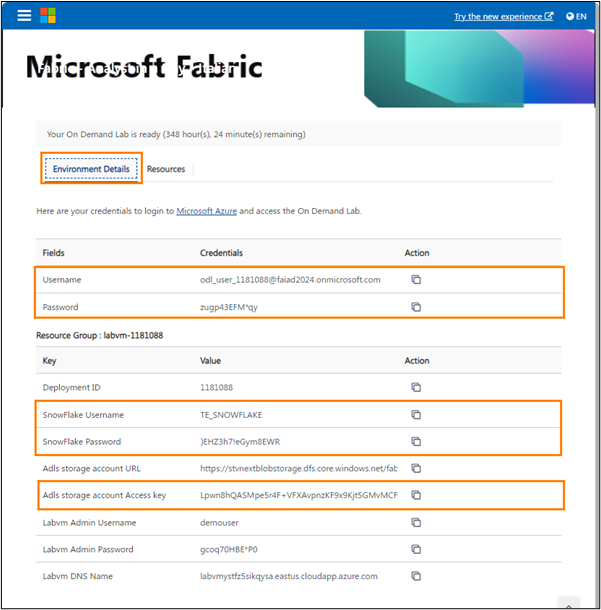 Try the new experience
EN
Microsoft Fabric
Your On Demand Lab is ready (348 hour(s), 24 minute(s) remaining)
Environment Details
Resources
Here are your credentials to login to Microsoft Azure and access the On Demand Lab.
Fields Credentials Action
Username odl_user_1181088@faiad2024.onmicrosoft.com
Password zugp43EFM*qy
Resource Group : labvm-1181088
Key Value Action
Deployment ID 1181088
SnowFlake Username TE_SNOWFLAKE
SnowFlake Password )EHZ3h7!eGym8EWR
Adls storage account URL https://stvnextblobstorage.dfs.core.windows.net/fab
Adls storage account Access key Lpwn8hQASMpe5r4F+VFXAvpnzKF9x9Kjt5GMvMCF
Labvm Admin Username demouser
Labvm Admin Password gcoq70HBE*P0
Labvm DNS Name labvmystfz5sikqysa.eastus.cloudapp.azure.com